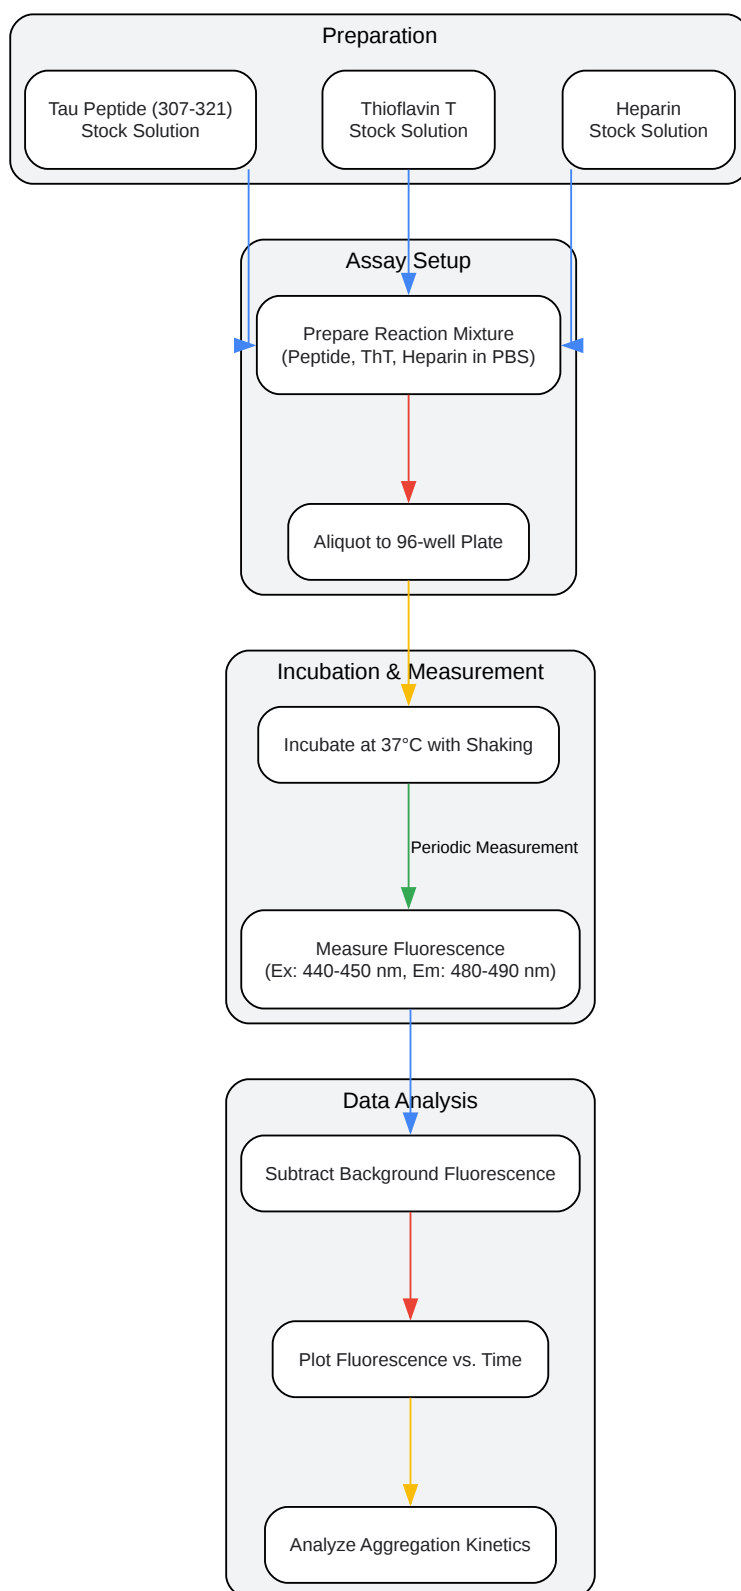 Preparation
Tau Peptide (307-321)
Stock Solution
Thioflavin T
Stock Solution
Heparin
Stock Solution
Assay Setup
Prepare Reaction Mixture
(Peptide, ThT, Heparin in PBS)
Aliquot to 96-well Plate
Incubation & Measurement
Incubate at 37°C with Shaking
Periodic Measurement
Measure Fluorescence
(Ex: 440-450 nm, Em: 480-490 nm)
Data Analysis
Subtract Background Fluorescence
Plot Fluorescence vs. Time
Analyze Aggregation Kinetics